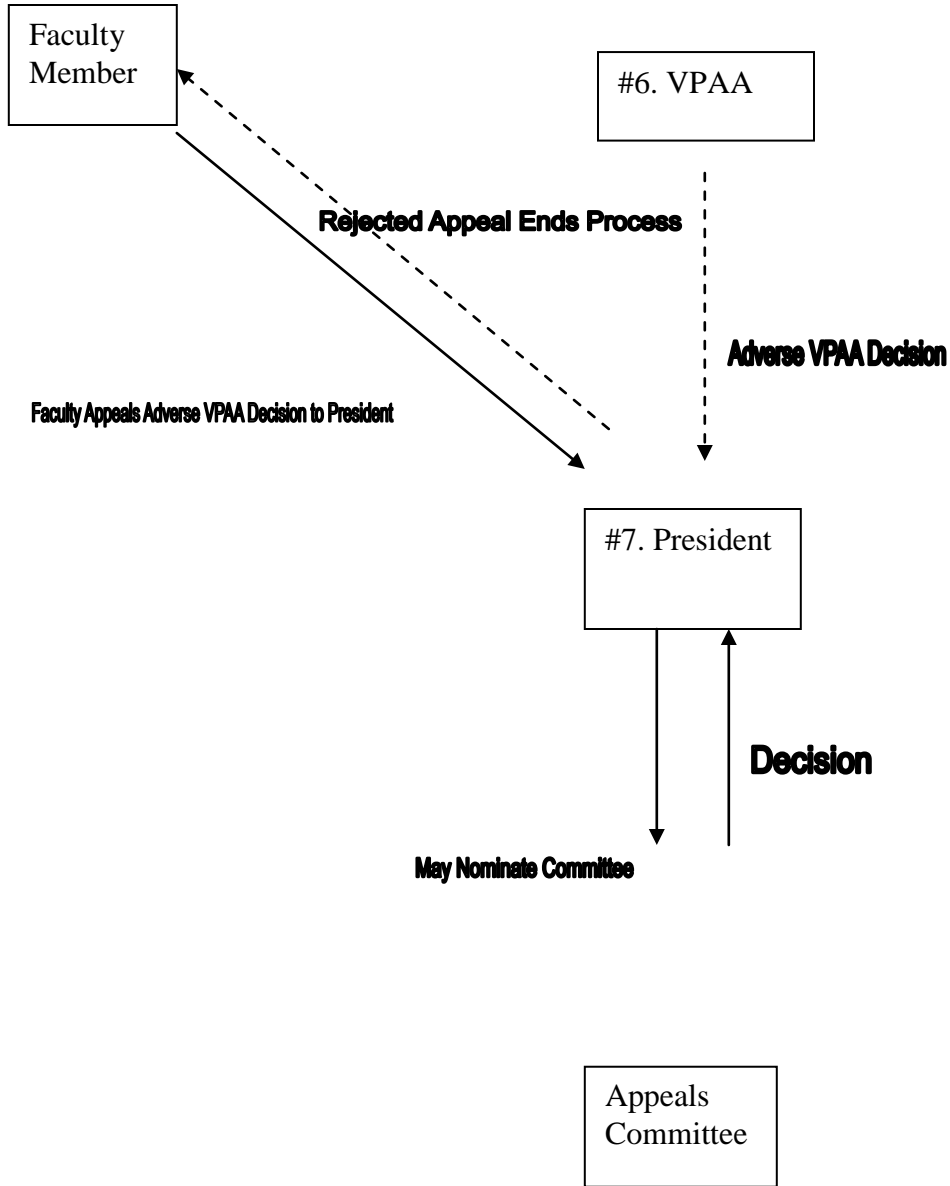 Faculty
Member
#6. VPAA
Rejected Appeal Ends Process
Adverse VPAA Decision
Faculty Appeals Adverse VPAA Decision to President
#7. President
Decision
May Nominate Committee
Appeals
Committee